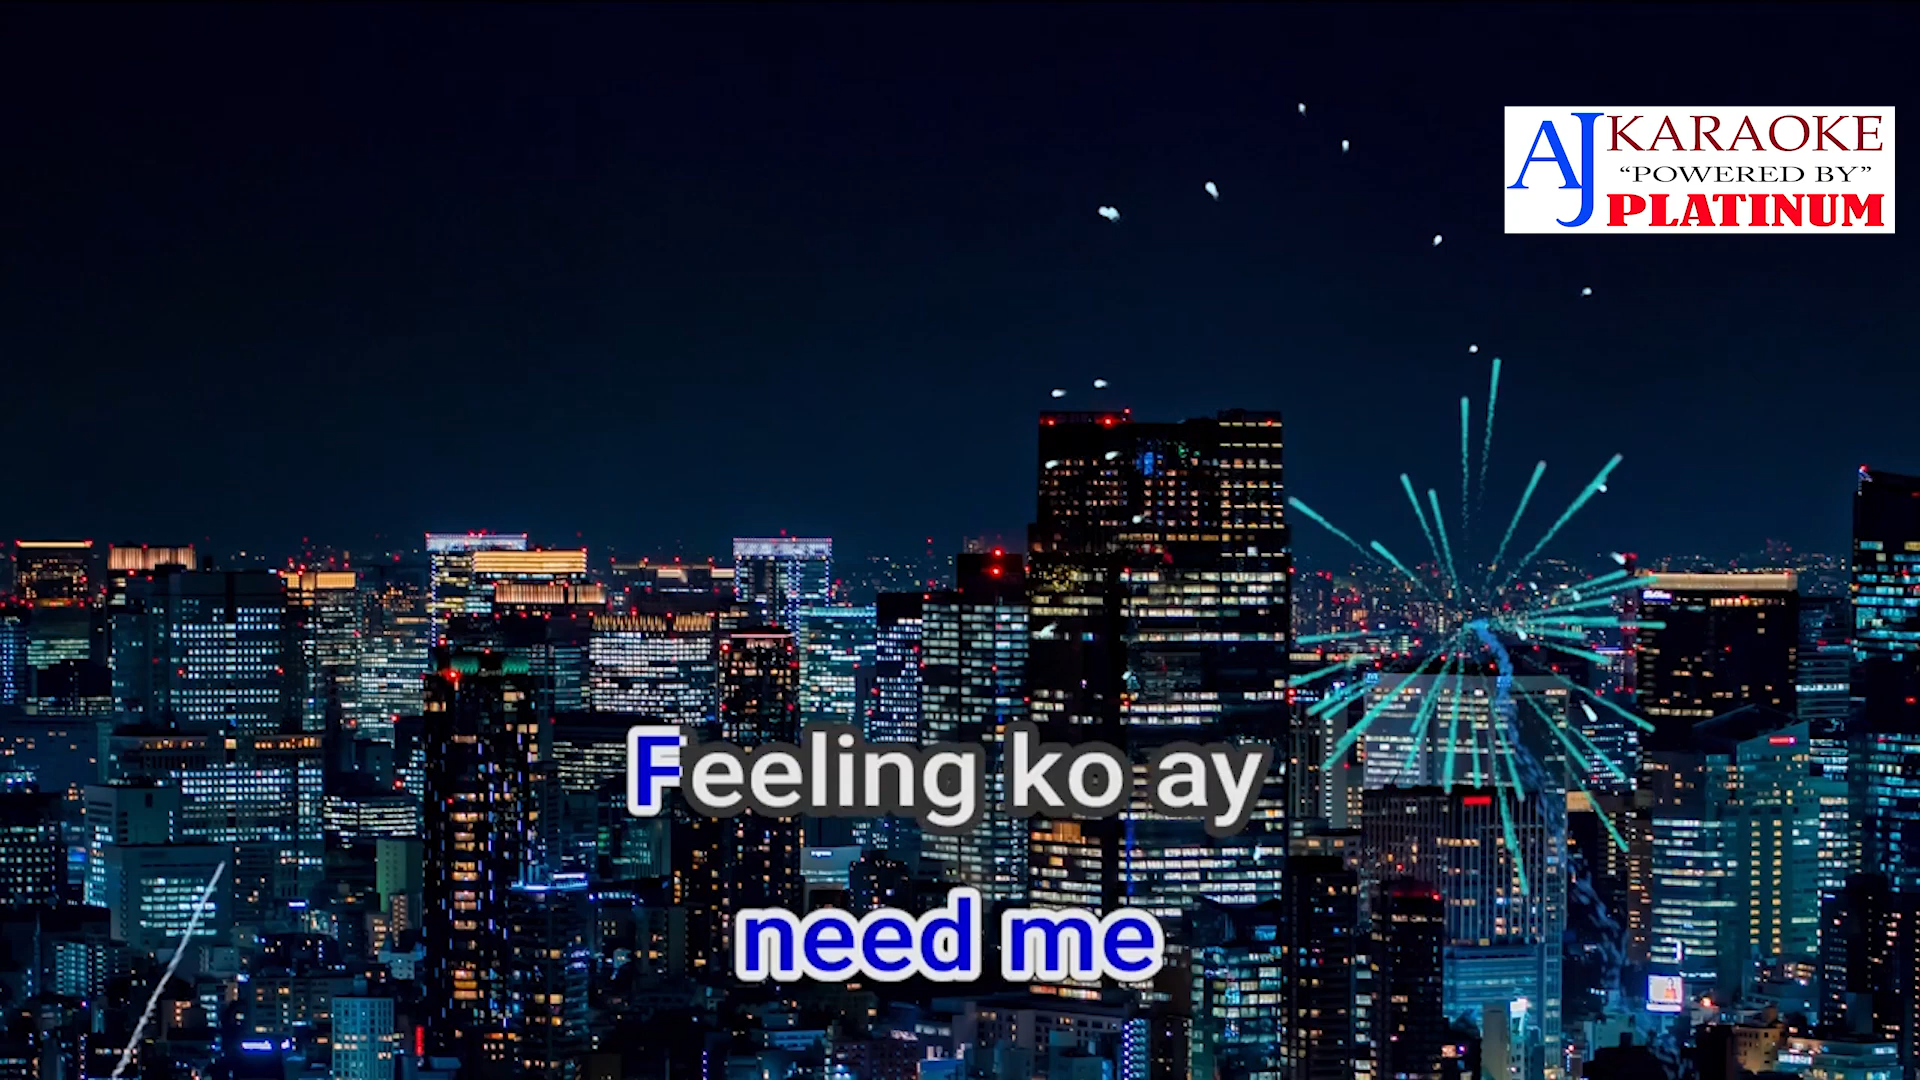 AJ KARAOKE
"POWERED BY"
PLATINUM
Feeling ko ay
need me